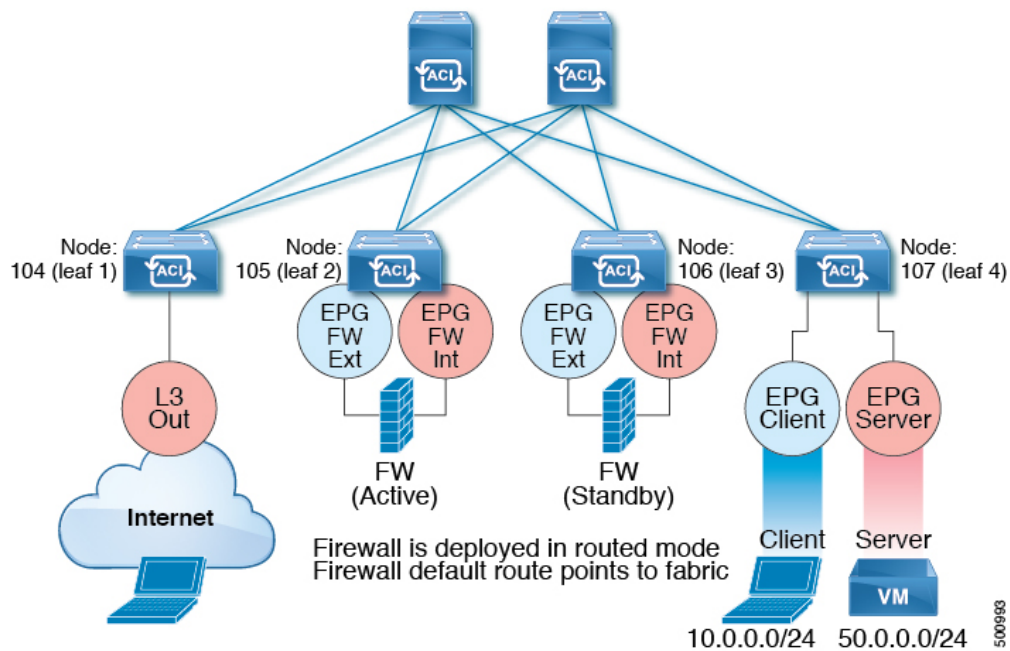 ACI
ACI
Node:
104 (leaf 1)
ACI
Node:
105 (leaf 2)
ACI
ACI
Node:
106 (leaf 3)
ACI
Node:
107 (leaf 4)
EPG
FW
Ext
EPG
FW
Int
EPG
FW
Ext
EPG
FW
Int
L3
Out
EPG
Client
EPG
Server
FW
(Active)
FW
(Standby)
Internet
Firewall is deployed in routed mode
Firewall default route points to fabric
Client
Server
VM
10.0.0.0/24
50.0.0.0/24
500993